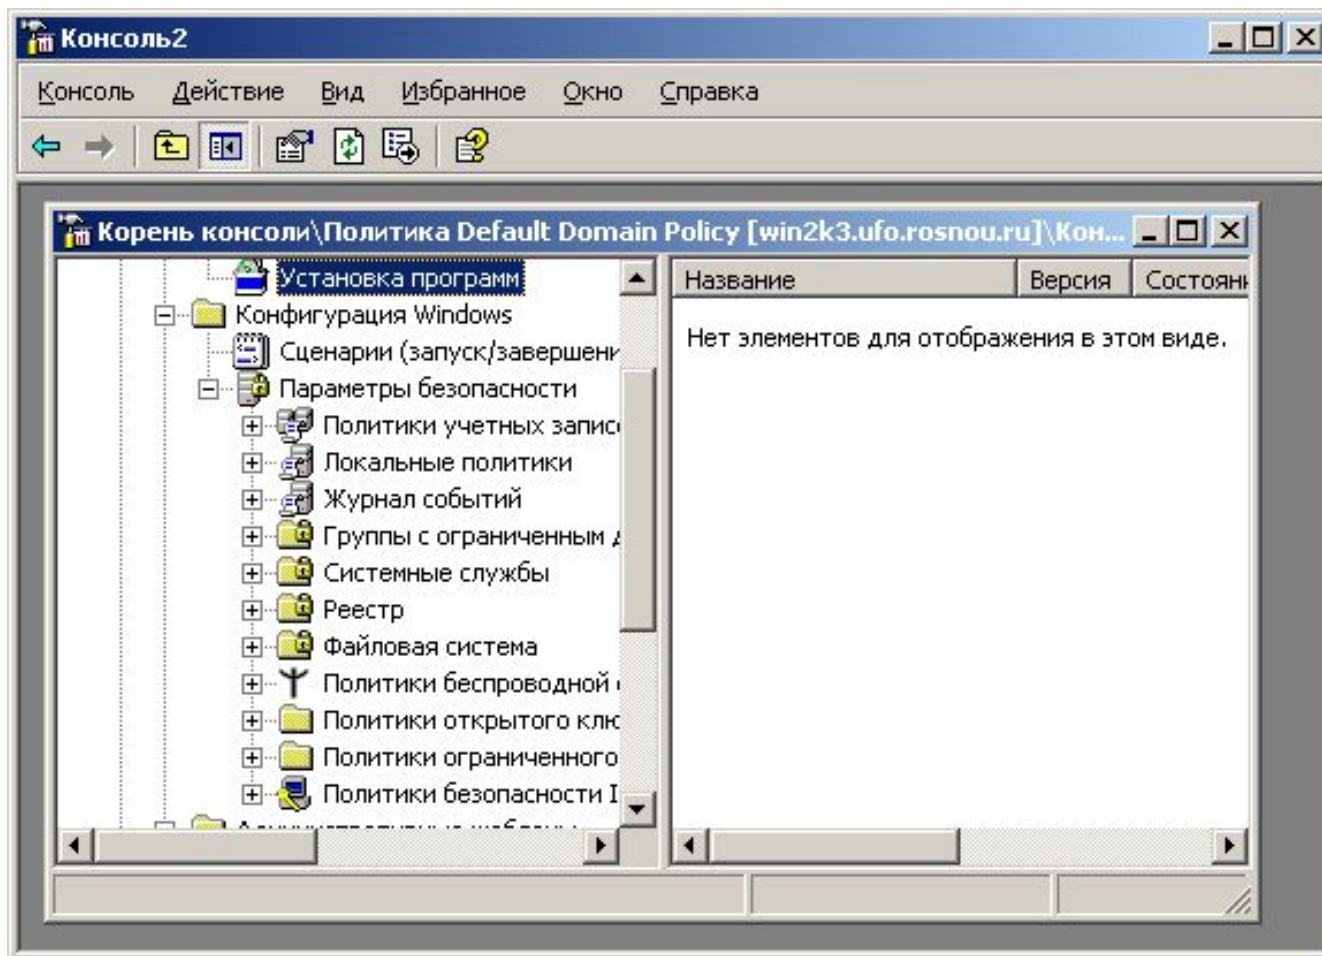 Консоль2
Консоль Действие Вид Избранное Окно Справка
Корень консоли\Политика Default Domain Policy [win2k3.ufo.rosnou.ru]\Кон...
Установка программ
Конфигурация Windows
Сценарии (запуск/завершени
Параметры безопасности
Политики учетных записе
Локальные политики
Журнал событий
Группы с ограниченным д
Системные службы
Реестр
Файловая система
Политики беспроводной с
Политики открытого клю
Политики ограниченного
Политики безопасности I
Название Версия Состояни
Нет элементов для отображения в этом виде.